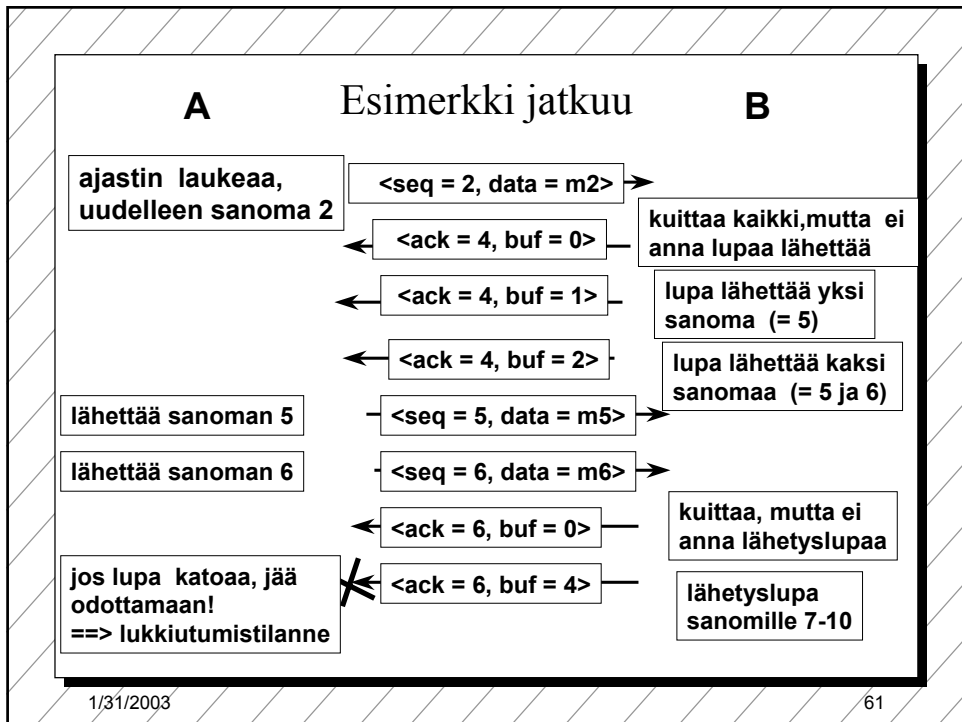 A
Esimerkki jatkuu
B
ajastin laukeaa,
uudelleen sanoma 2
<seq = 2, data = m2>
kuittaa kaikki,mutta ei
anna lupaa lähettää
<ack = 4, buf = 0>
<ack = 4, buf = 1>
lupa lähettää yksi
sanoma (= 5)
<ack = 4, buf = 2>
lupa lähettää kaksi
sanomaa (= 5 ja 6)
lähettää sanoman 5
<seq = 5, data = m5>
lähettää sanoman 6
<seq = 6, data = m6>
<ack = 6, buf = 0>
kuittaa, mutta ei
anna lähetyslupaa
jos lupa katoaa, jää
odottamaan!
==> lukkiutumistilanne
<ack = 6, buf = 4>
lähetyslupa
sanomille 7-10
1/31/2003
61